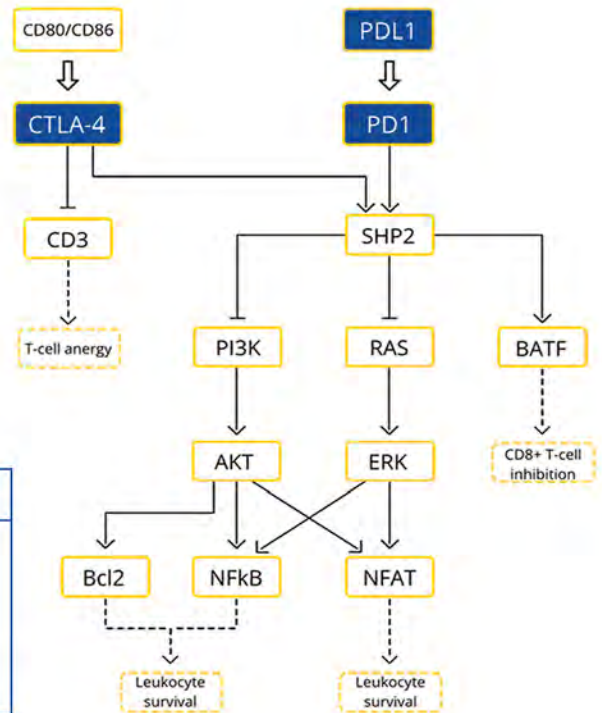 CD80/CD86
PDL1
CTLA-4
PD1
CD3
SHP2
T-cell anergy
PI3K
RAS
BATF
AKT
ERK
CD8+ T-cell
inhibition
Bcl2
NFkB
NFAT
Leukocyte
survival
Leukocyte
survival